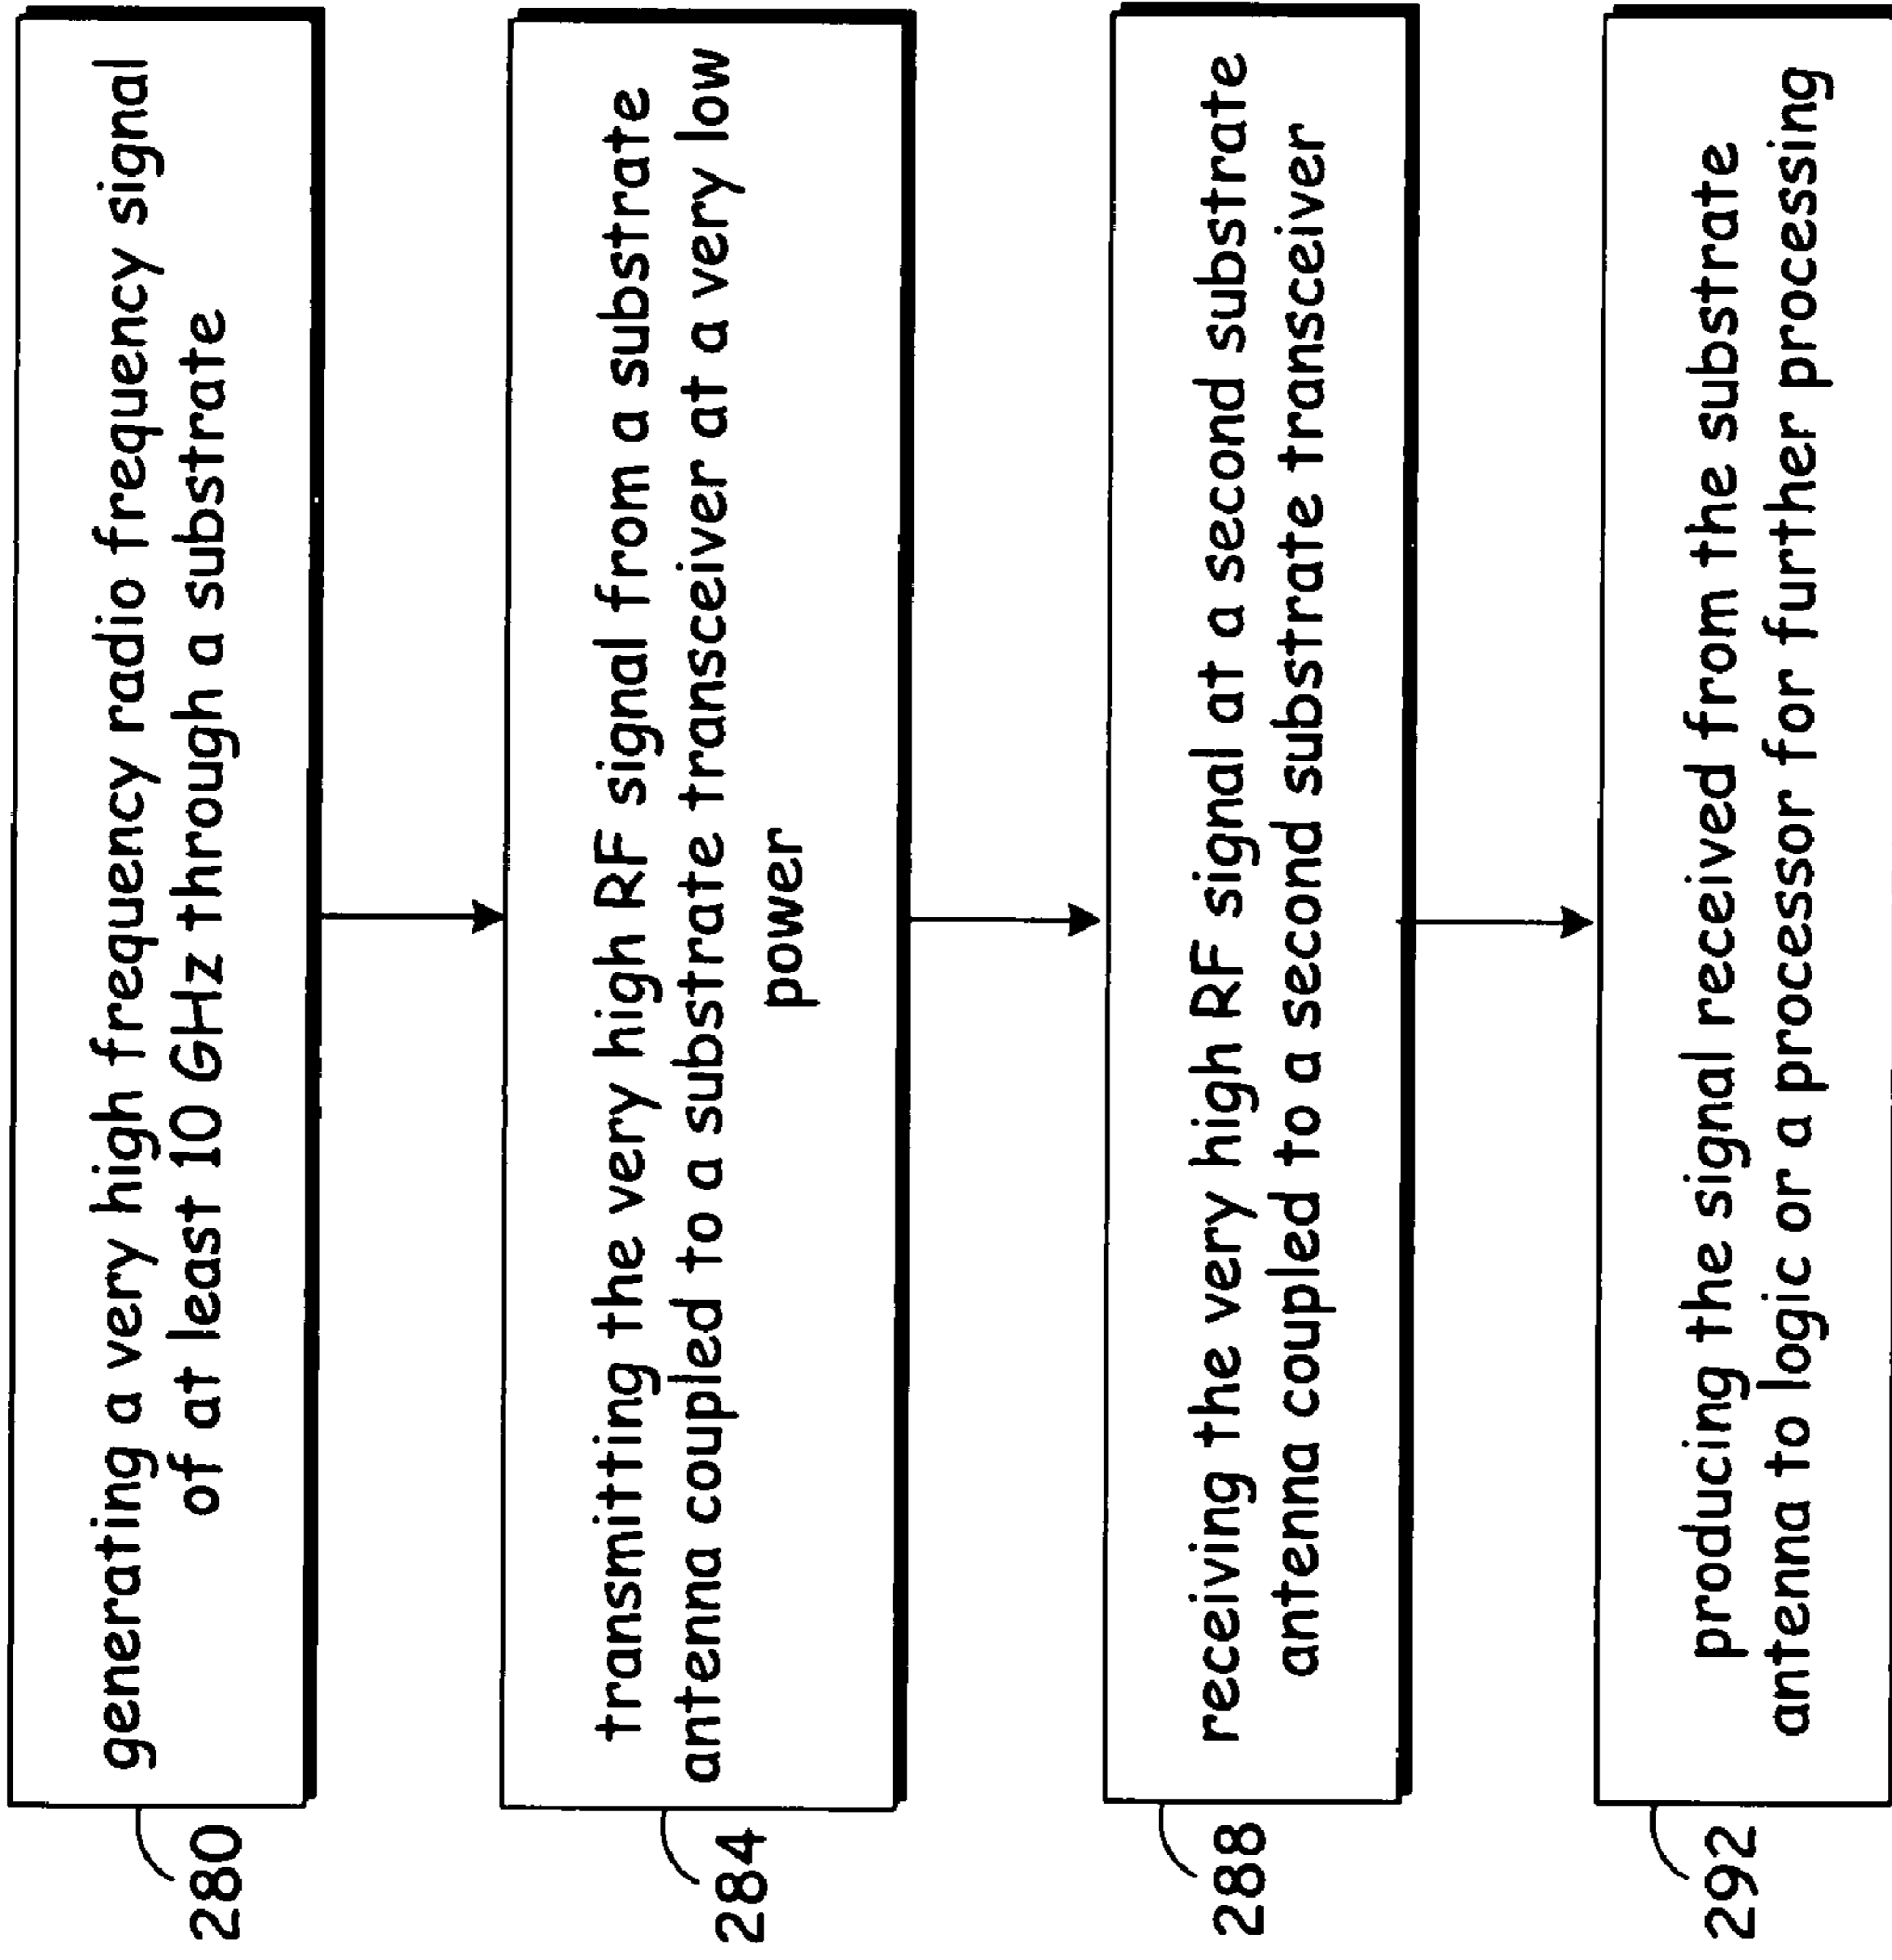 generating a very high frequency radio frequency signal
of at least 10 GHz through a substrate
280
transmitting the very high RF signal from a substrate
antenna coupled to a substrate transceiver at a very low
power
284
receiving the very high RF signal at a second substrate
antenna coupled to a second substrate transceiver
288
producing the signal received from the substrate
antenna to logic or a processor for further processing
292